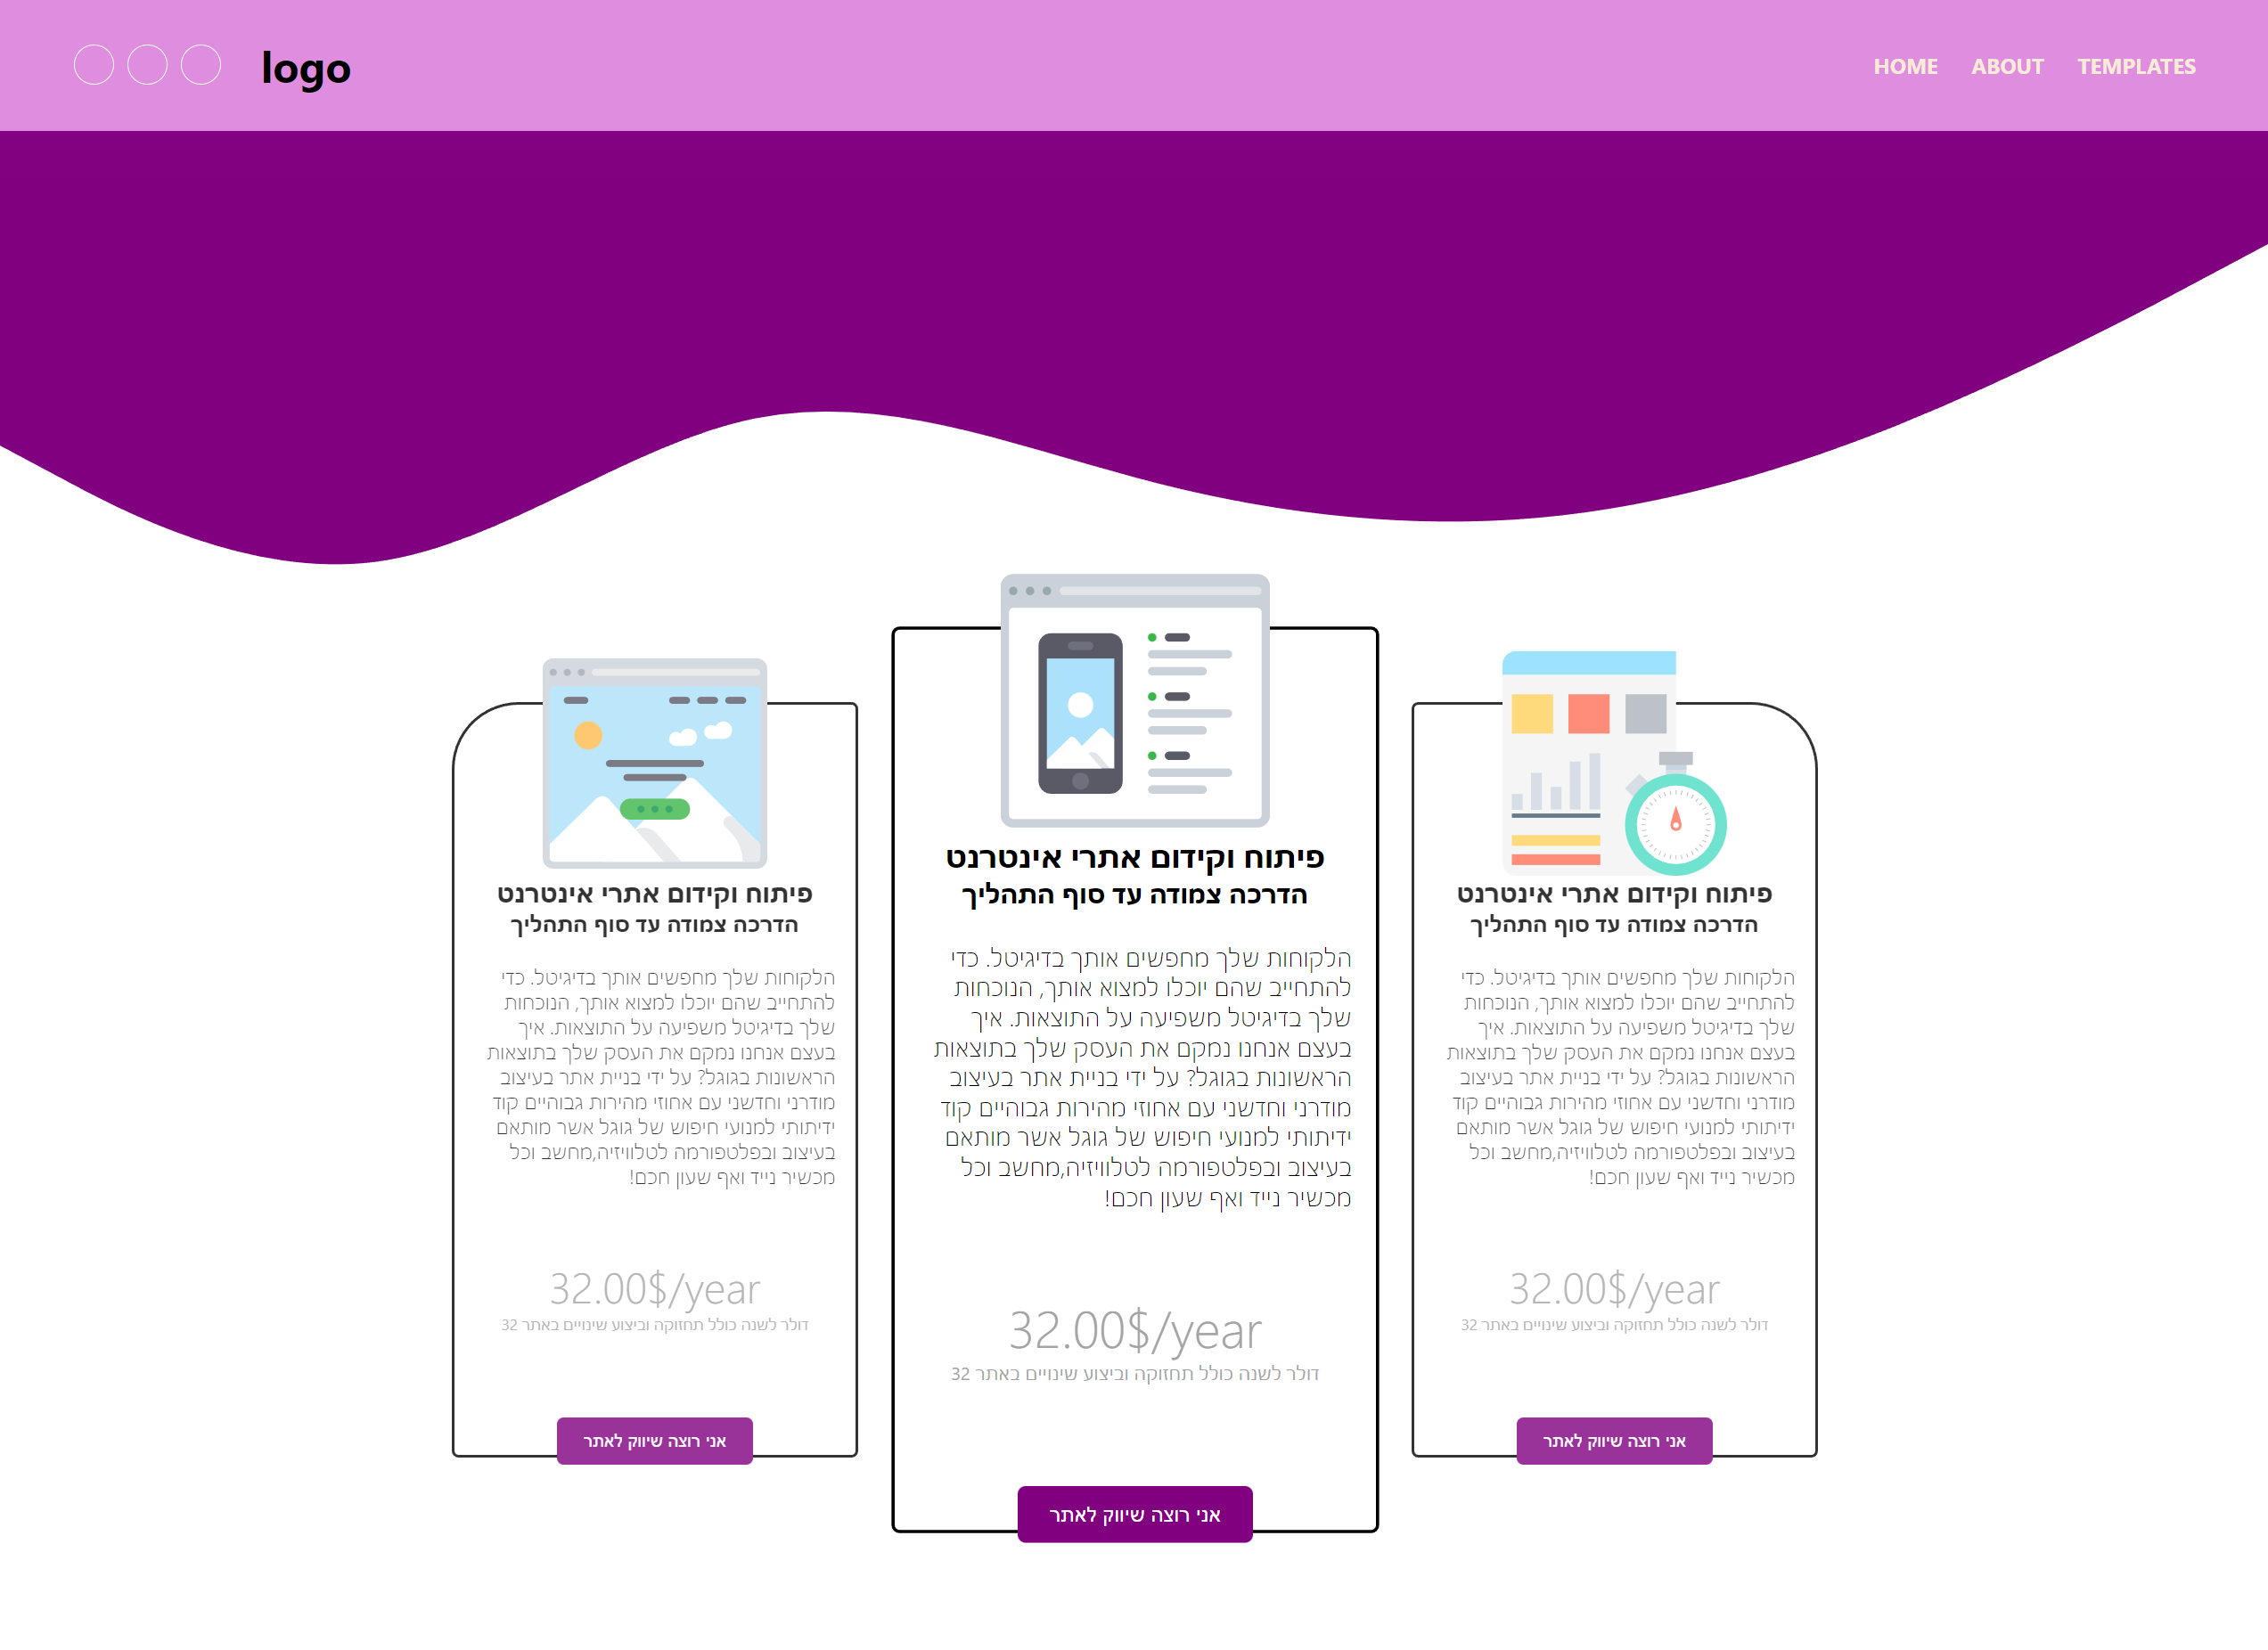 logo
HOME ABOUT TEMPLATES
פיתוח וקידום אתרי אינטרנט
הדרכה צמודה עד סוף התהליך
הלקוחות שלך מחפשים אותך בדיגיטל. כדי
להתחייב שהם יוכלו למצוא אותך, הנוכחות
שלך בדיגיטל משפיעה על התוצאות. איך
בעצם אנחנו נמקם את העסק שלך בתוצאות
הראשונות בגוגל? על ידי בניית אתר בעיצוב
מודרני וחדשני עם אחוזי מהירות גבוהיים קוד
ידיתותי למנועי חיפוש של גוגל אשר מותאם
בעיצוב ובפלטפורמה לטלוויזיה,מחשב וכל
מכשיר נייד ואף שעון חכם!
32.00$/year
דולר לשנה כולל תחזוקה וביצוע שינויים באתר 32
אני רוצה שיווק לאתר
פיתוח וקידום אתרי אינטרנט
הדרכה צמודה עד סוף התהליך
הלקוחות שלך מחפשים אותך בדיגיטל. כדי
להתחייב שהם יוכלו למצוא אותך, הנוכחות
שלך בדיגיטל משפיעה על התוצאות. איך
בעצם אנחנו נמקם את העסק שלך בתוצאות
הראשונות בגוגל? על ידי בניית אתר בעיצוב
מודרני וחדשני עם אחוזי מהירות גבוהיים קוד
ידיתותי למנועי חיפוש של גוגל אשר מותאם
בעיצוב ובפלטפורמה לטלוויזיה,מחשב וכל
מכשיר נייד ואף שעון חכם!
32.00$/year
דולר לשנה כולל תחזוקה וביצוע שינויים באתר 32
אני רוצה שיווק לאתר
פיתוח וקידום אתרי אינטרנט
הדרכה צמודה עד סוף התהליך
הלקוחות שלך מחפשים אותך בדיגיטל. כדי
להתחייב שהם יוכלו למצוא אותך, הנוכחות
שלך בדיגיטל משפיעה על התוצאות. איך
בעצם אנחנו נמקם את העסק שלך בתוצאות
הראשונות בגוגל? על ידי בניית אתר בעיצוב
מודרני וחדשני עם אחוזי מהירות גבוהיים קוד
ידיתותי למנועי חיפוש של גוגל אשר מותאם
בעיצוב ובפלטפורמה לטלוויזיה,מחשב וכל
מכשיר נייד ואף שעון חכם!
32.00$/year
דולר לשנה כולל תחזוקה וביצוע שינויים באתר 32
אני רוצה שיווק לאתר